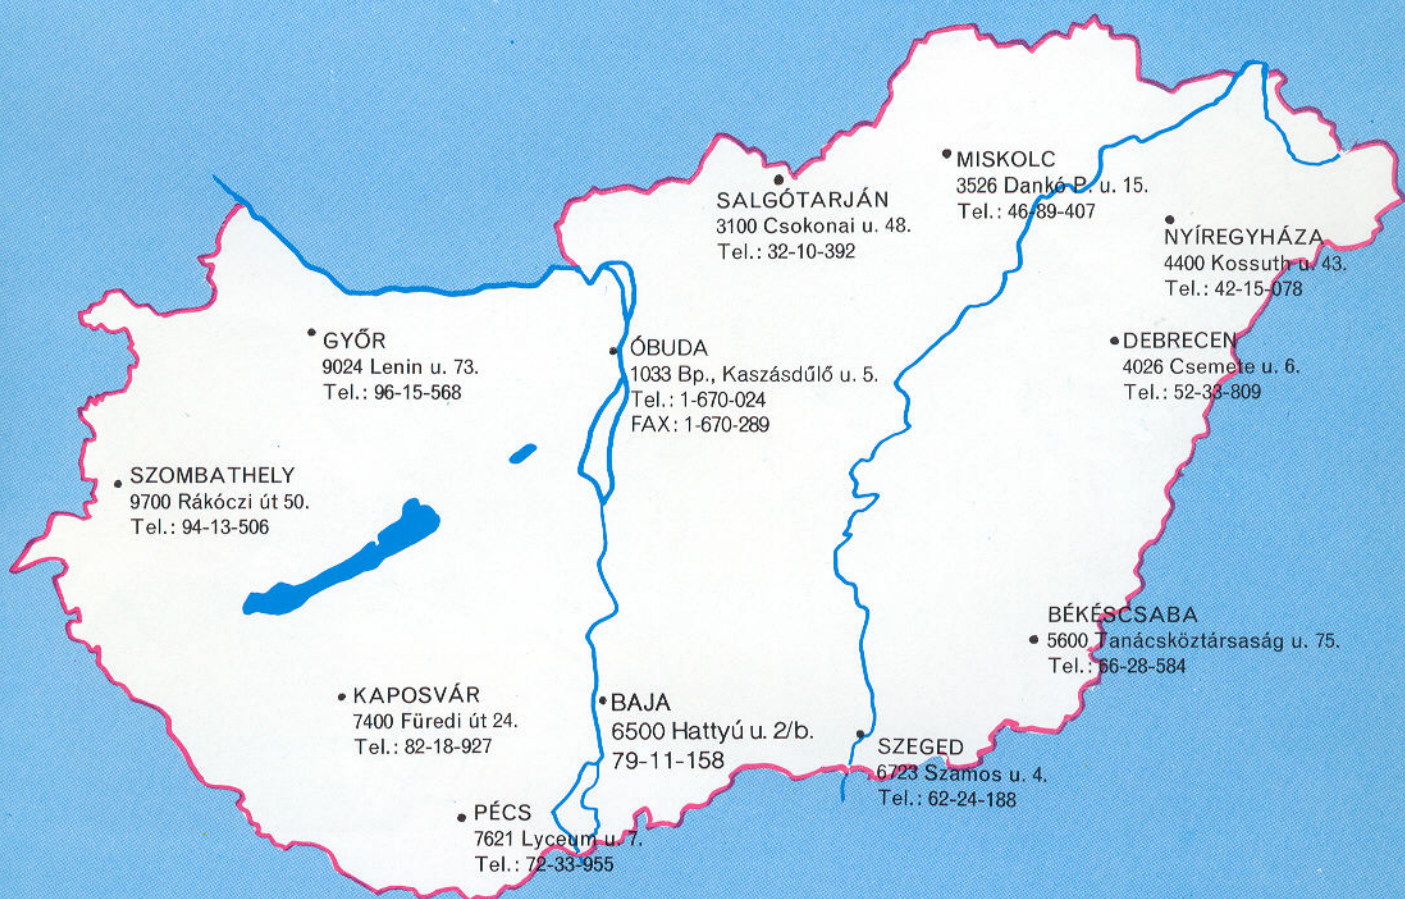 SALGÓTARJÁN
3100 Csokonai u. 48.
Tel.: 32-10-392
MISKOLC
3526 Dankó P. u. 15.
Tel.: 46-89-407
NYÍREGYHÁZA
4400 Kossuth u. 43.
Tel.: 42-15-078
GYŐR
9024 Lenin u. 73.
Tel.: 96-15-568
ÓBUDA
1033 Bp., Kaszásdűlő u. 5.
Tel.: 1-670-024
FAX: 1-670-289
DEBRECEN
4026 Csemete u. 6.
Tel.: 52-33-809
SZOMBATHELY
9700 Rákóczi út 50.
Tel.: 94-13-506
BÉKÉSCSABA
5600 Tanácsköztársaság u. 75.
Tel.: 66-28-584
KAPOSVÁR
7400 Füredi út 24.
Tel.: 82-18-927
BAJA
6500 Hattyú u. 2/b.
79-11-158
SZEGED
6723 Szamos u. 4.
Tel.: 62-24-188
PÉCS
7621 Lyceum u. 7.
Tel.: 72-33-955